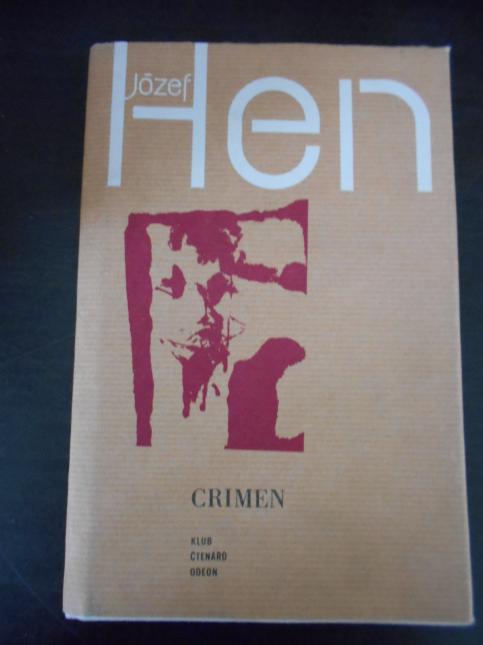 Józef
Hen
CRIMEN
KLUB
ČTENÁŘŮ
ODEON